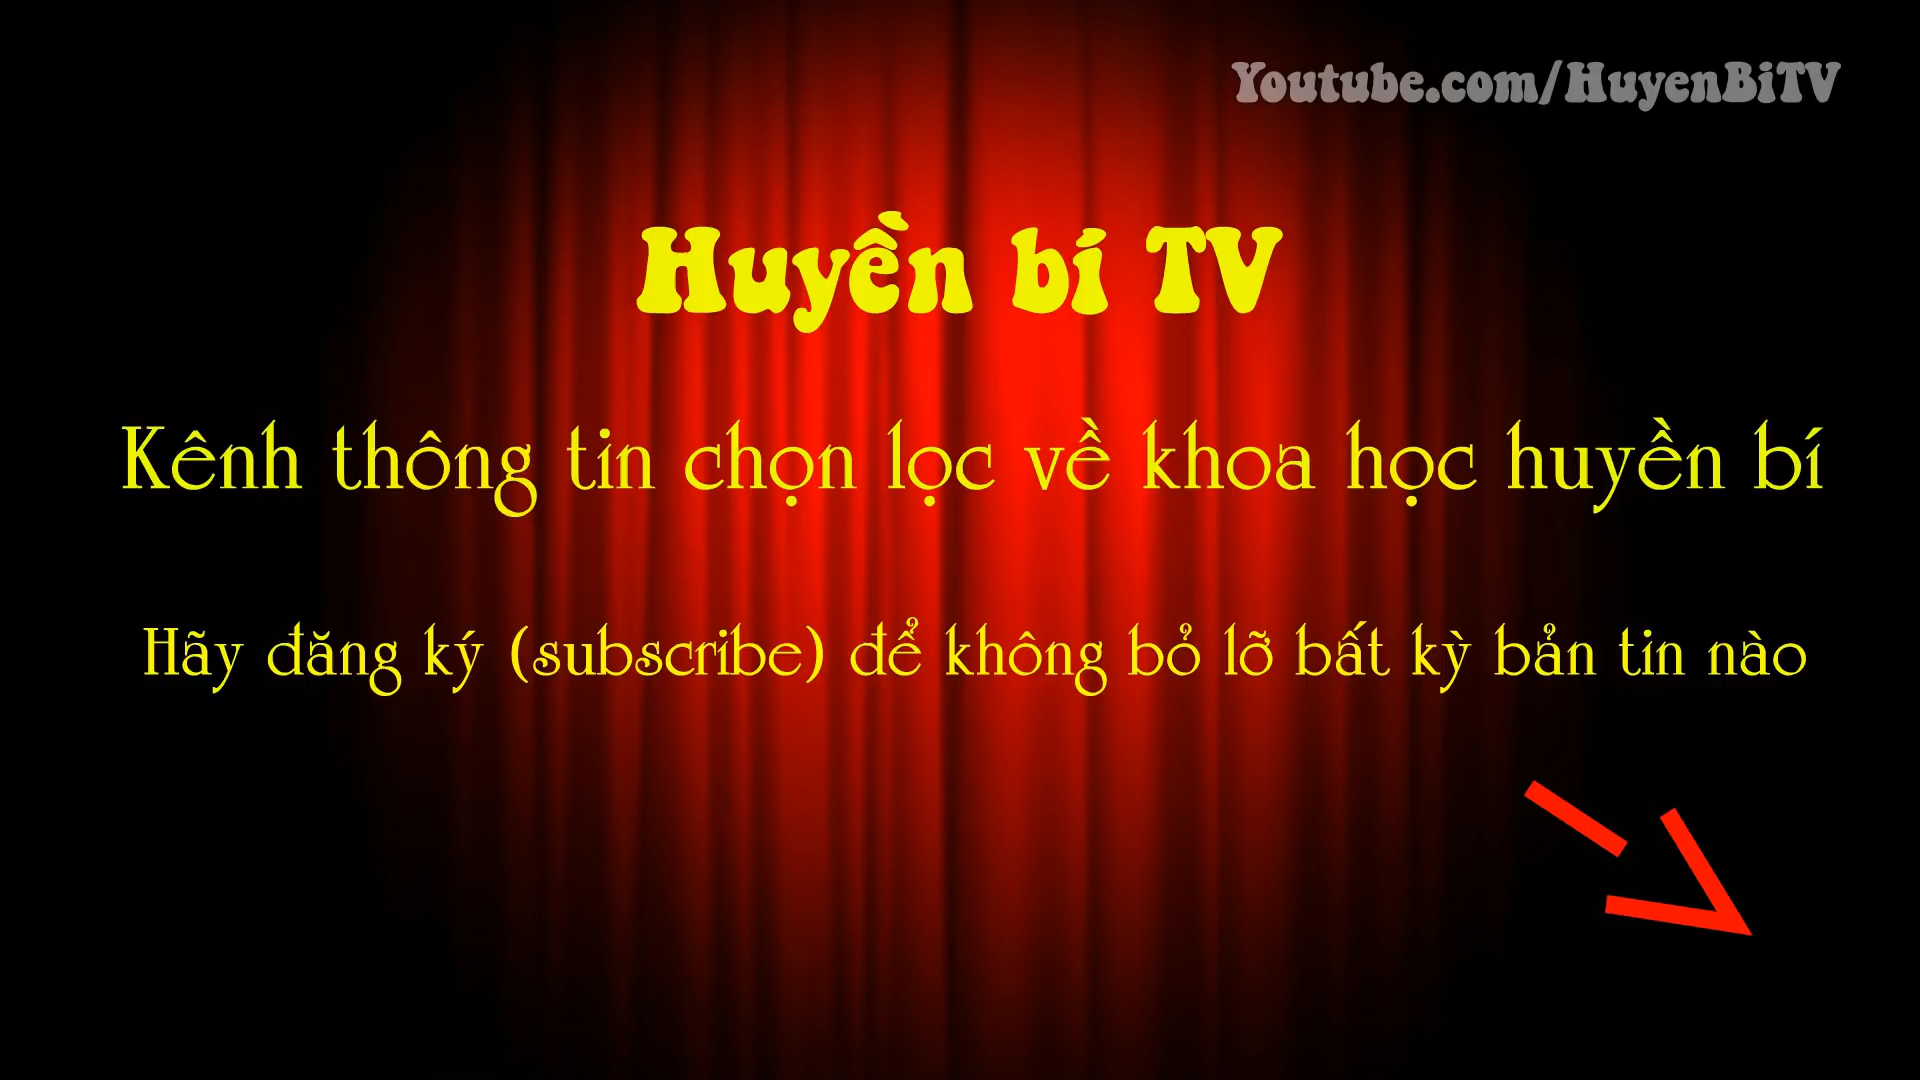 Youtube.com/HuyenBiTV
Huyền bí TV
Kênh thông tin chọn lọc về khoa học huyền bí
Hãy đăng ký (subscribe) để không bỏ lỡ bất kỳ bản tin nào